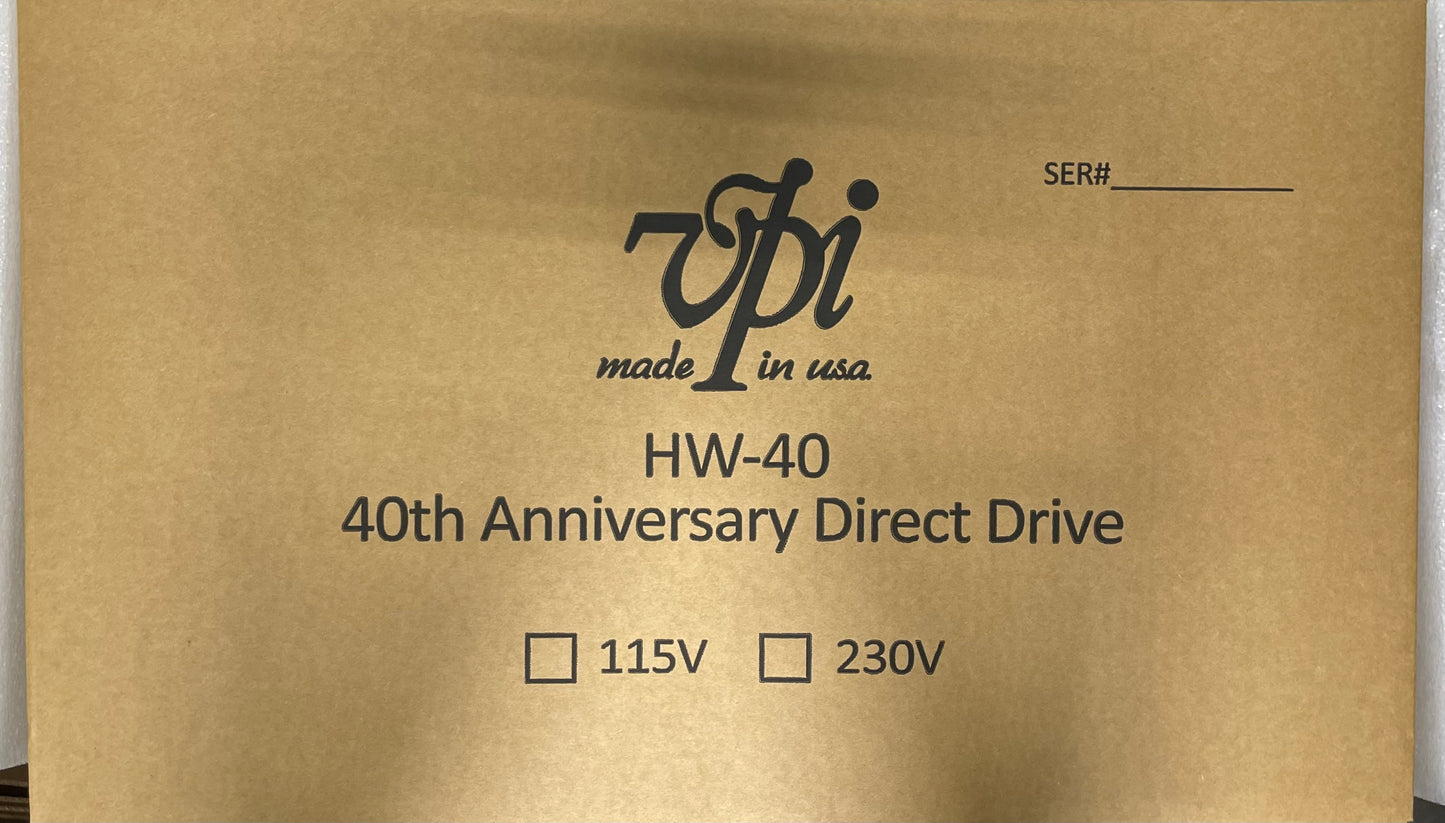 SER#
vpi
made in usa.
HW-40
40th Anniversary Direct Drive
115V 230V